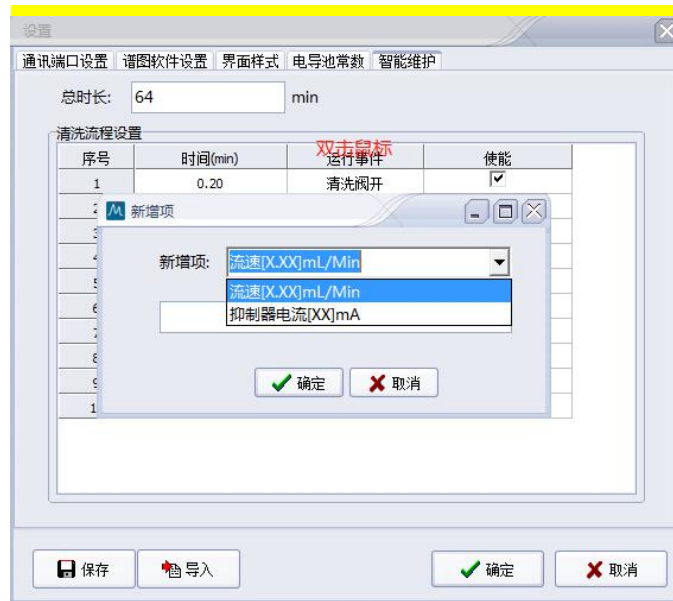 设置
通讯端口设置 谱图软件设置 界面样式 电导池常数 智能维护
总时长: 64 min
清洗流程设置
双击鼠标
序号 时间(min) 运行事件 使能
1 0.20 清洗阀开
新增项
新增项: 流速[X.XX]mL/Min
流速[X.XX]mL/Min
抑制器电流[XX]mA
确定 取消
保存 导入 确定 取消